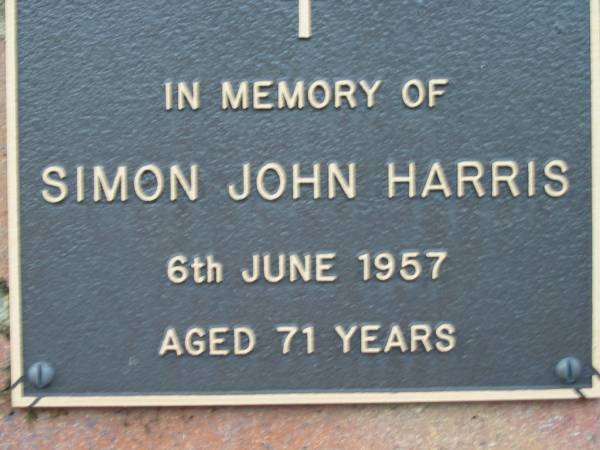 IN MEMORY OF
SIMON JOHN HARRIS
6th JUNE 1957
AGED 71 YEARS